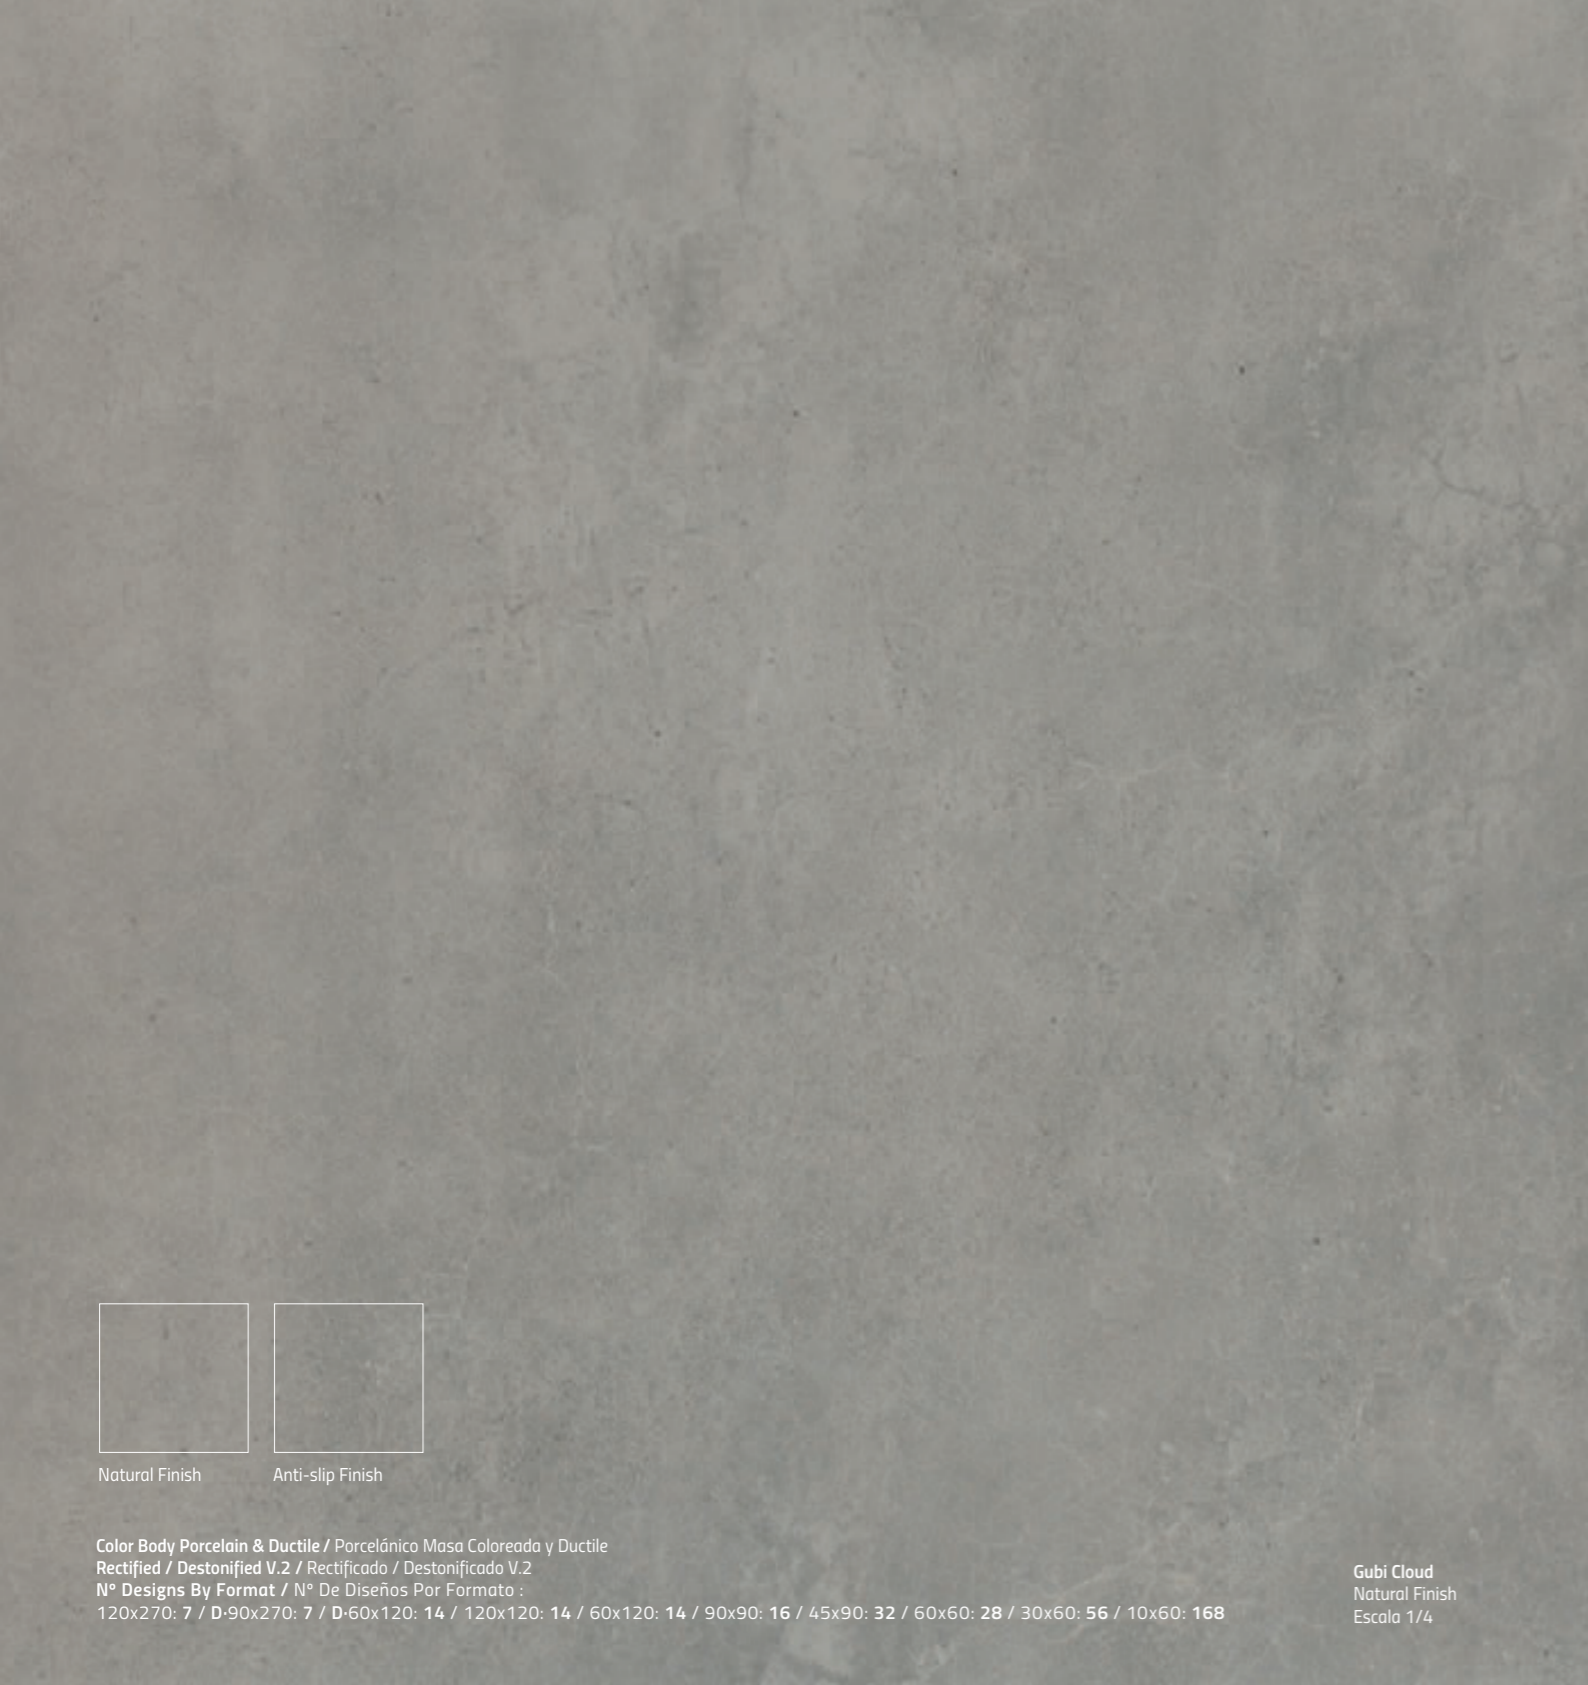 Natural Finish
Anti-slip Finish
Color Body Porcelain & Ductile / Porcelánico Masa Coloreada y Ductile
Rectified / Destonified V.2 / Rectificado / Destonificado V.2
Nº Designs By Format / Nº De Diseños Por Formato :
120x270: 7 / D·90x270: 7 / D·60x120: 14 / 120x120: 14 / 60x120: 14 / 90x90: 16 / 45x90: 32 / 60x60: 28 / 30x60: 56 / 10x60: 168
Gubi Cloud
Natural Finish
Escala 1/4